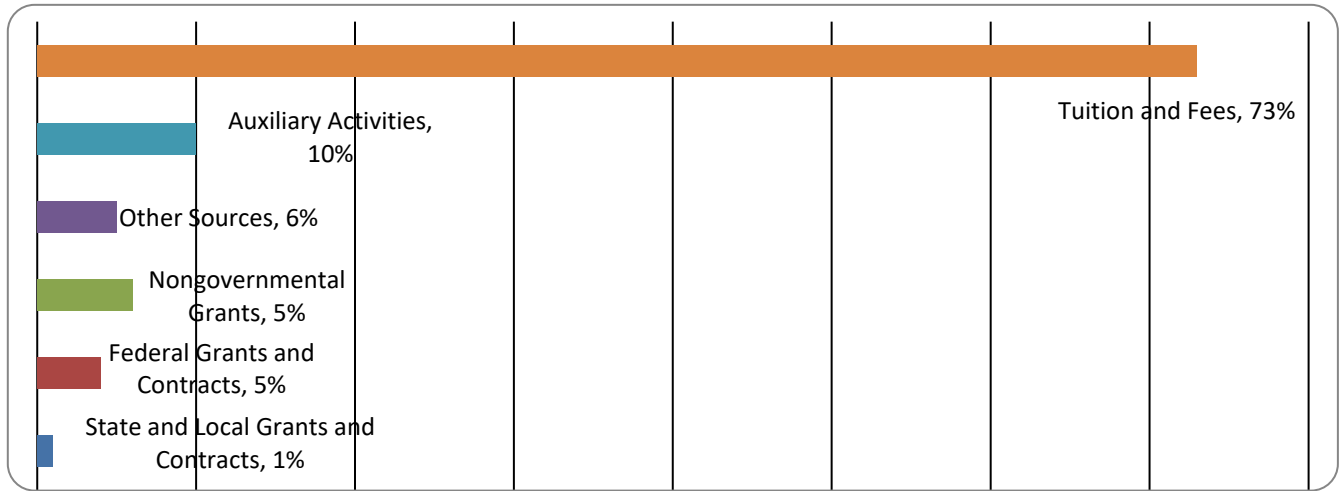 Tuition and Fees, 73%
Auxiliary Activities,
10%
Other Sources, 6%
Nongovernmental
Grants, 5%
Federal Grants and
Contracts, 5%
State and Local Grants and
Contracts, 1%